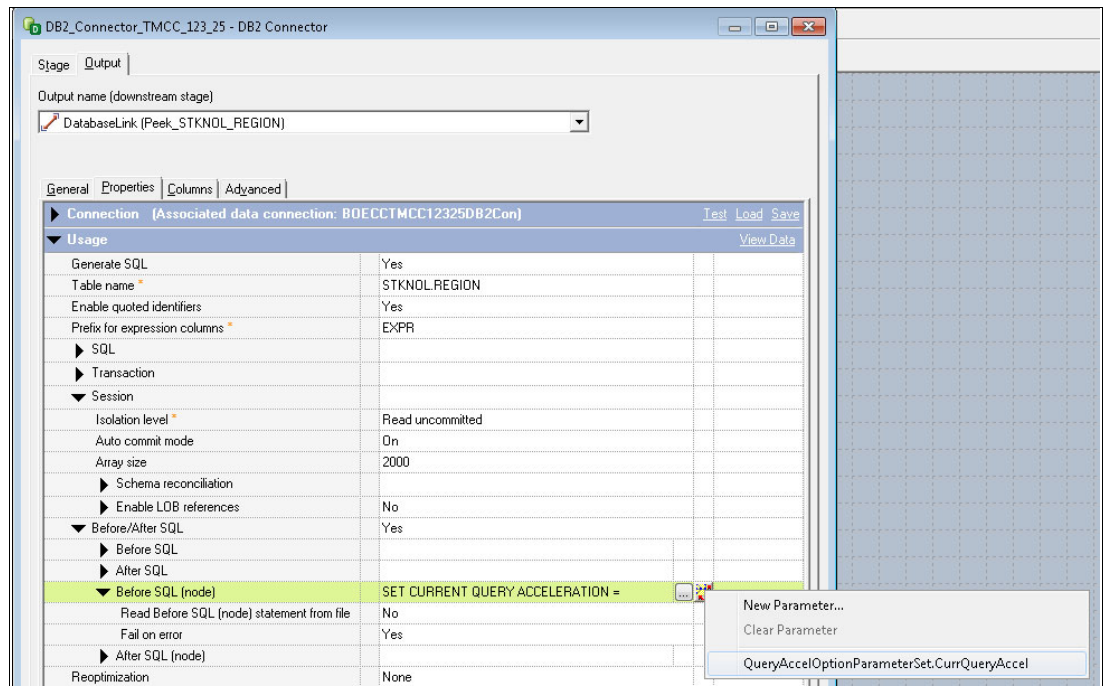 DB2_Connector_TMCC_123_25 - DB2 Connector
Stage Output
Output name (downstream stage)
DatabaseLink (Peek_STKNOL_REGION)
General Properties Columns Advanced
Connection (Associated data connection: BOECCTMCC12325DB2Con) Test Load Save
Usage View Data
Generate SQL Yes
Table name * STKNOL.REGION
Enable quoted identifiers Yes
Prefix for expression columns * EXPR
SQL
Transaction
Session
Isolation level * Read uncommitted
Auto commit mode On
Array size 2000
Schema reconciliation
Enable LOB references No
Before/After SQL Yes
Before SQL
After SQL
Before SQL (node) SET CURRENT QUERY ACCELERATION = ...
New Parameter...
Read Before SQL (node) statement from file No
Clear Parameter
Fail on error Yes
After SQL (node)
QueryAccelOptionParameterSet.CurrQueryAccel
Reoptimization None